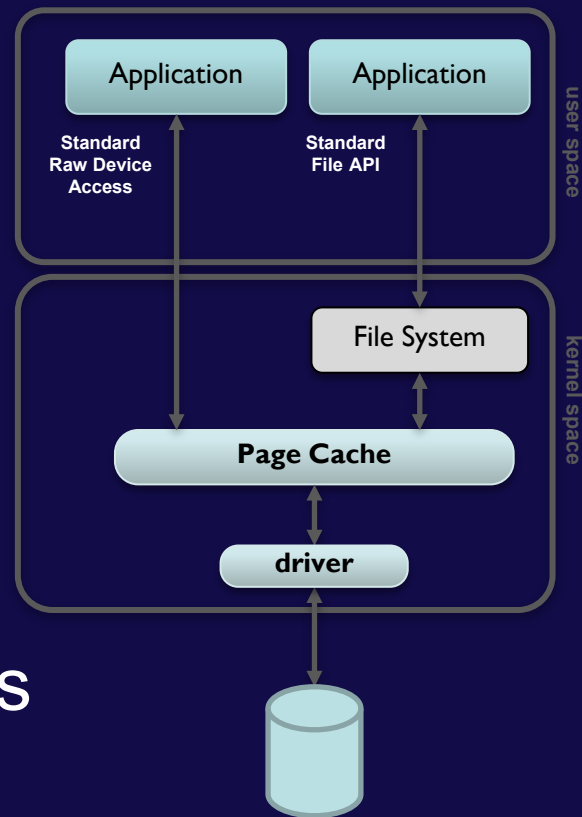 Application
Application
Standard
Raw Device
Access
Standard
File API
user space
File System
kernel space
Page Cache
driver
s